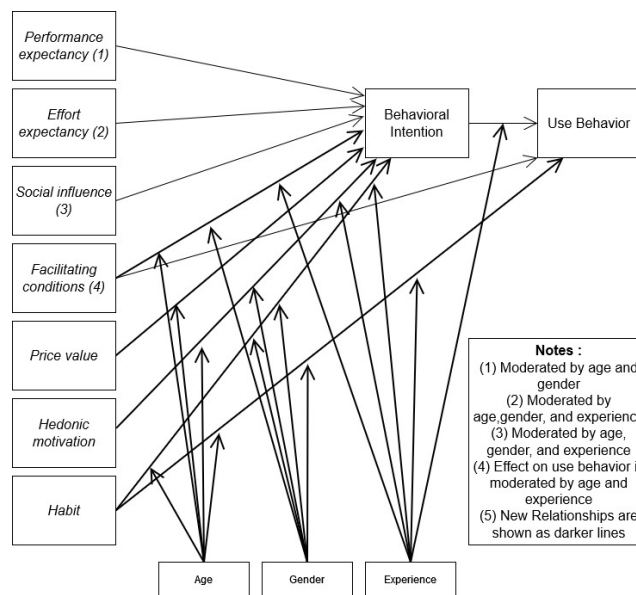 Performance
expectancy (1)
Effort
expectancy (2)
Social influence
(3)
Facilitating
conditions (4)
Price value
Hedonic
motivation
Habit
Behavioral
Intention
Use Behavior
Age
Gender
Experience
Notes :
(1) Moderated by age and
gender
(2) Moderated by
age,gender, and experienc
(3) Moderated by age,
gender, and experience
(4) Effect on use behavior i
moderated by age and
experience
(5) New Relationships are
shown as darker lines